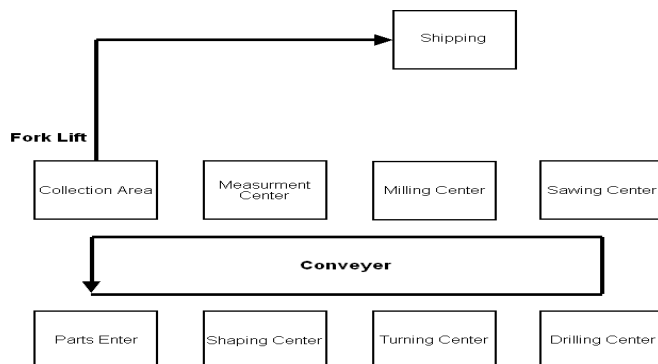 Shipping
Fork Lift
Collection Area
Measurment
Center
Milling Center
Sawing Center
Conveyer
Parts Enter
Shaping Center
Turning Center
Drilling Center